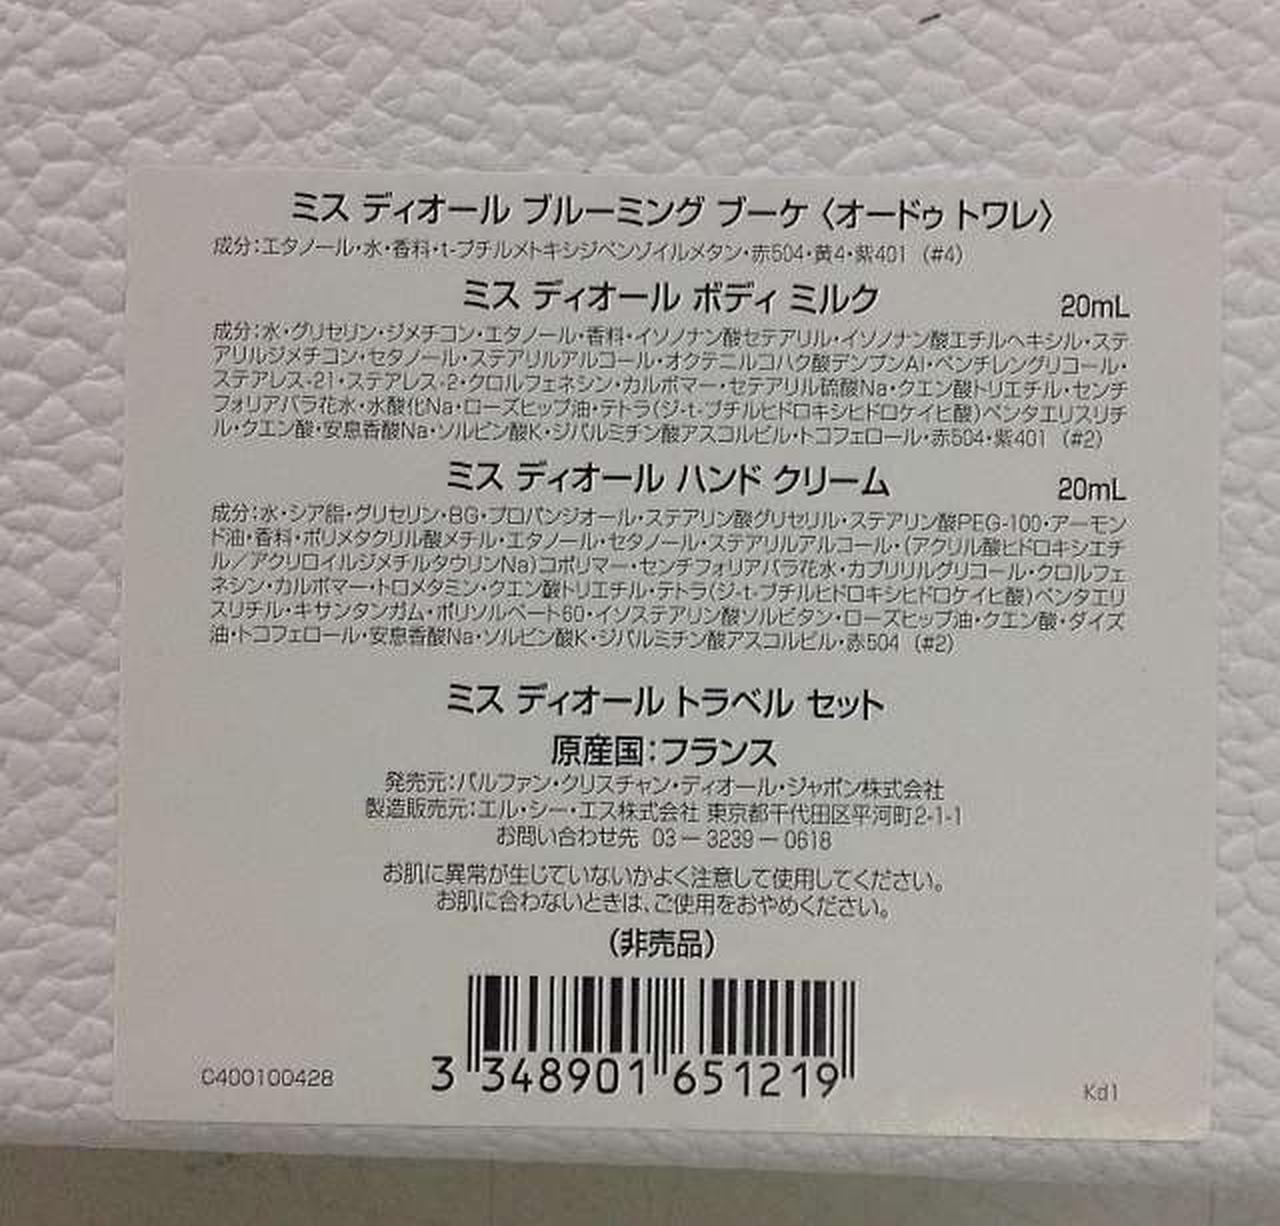 ミス ディオール ブルーミング ブーケ〈オードゥ トワレ〉
成分：エタノール・水・香料・t-ブチルメトキシジベンゾイルメタン・赤504・黄4・紫401 (#4)
ミス ディオール ボディ ミルク 20mL
成分：水・グリセリン・ジメチコン・エタノール・香料・イソノナン酸セテアリル・イソノナン酸エチルヘキシル・ステ
アリルジメチコン・セタノール・ステアリルアルコール・オクテニルコハク酸デンプンAl・ペンチレングリコール・
ステアレス-21・ステアレス-2・クロルフェネシン・カルボマー・セテアリル硫酸Na・クエン酸トリエチル・センチ
フォリアバラ花水・水酸化Na・ローズヒップ油・テトラ(ジ-t-ブチルヒドロキシヒドロケイヒ酸)ペンタエリスリチ
ル・クエン酸・安息香酸Na・ソルビン酸K・ジパルミチン酸アスコルビル・トコフェロール・赤504・紫401 (#2)
ミス ディオール ハンド クリーム 20mL
成分：水・シア脂・グリセリン・BG・プロパンジオール・ステアリン酸グリセリル・ステアリン酸PEG-100・アーモン
ド油・香料・ポリメタクリル酸メチル・エタノール・セタノール・ステアリルアルコール・(アクリル酸ヒドロキシエチ
ル／アクリロイルジメチルタウリンNa)コポリマー・センチフォリアバラ花水・カプリリルグリコール・クロルフェ
ネシン・カルボマー・トロメタミン・クエン酸トリエチル・テトラ(ジ-t-ブチルヒドロキシヒドロケイヒ酸)ペンタエリ
スリチル・キサンタンガム・ポリソルベート60・イソステアリン酸ソルビタン・ローズヒップ油・クエン酸・ダイズ
油・トコフェロール・安息香酸Na・ソルビン酸K・ジパルミチン酸アスコルビル・赤504 (#2)
ミス ディオール トラベル セット
原産国：フランス
発売元：パルファン・クリスチャン・ディオール・ジャポン株式会社
製造販売元：エル・シー・エス株式会社 東京都千代田区平河町2-1-1
お問い合わせ先 03－3239－0618
お肌に異常が生じていないかよく注意して使用してください。
お肌に合わないときは、ご使用をおやめください。
(非売品)
3 348901 651219
C400100428
Kd1